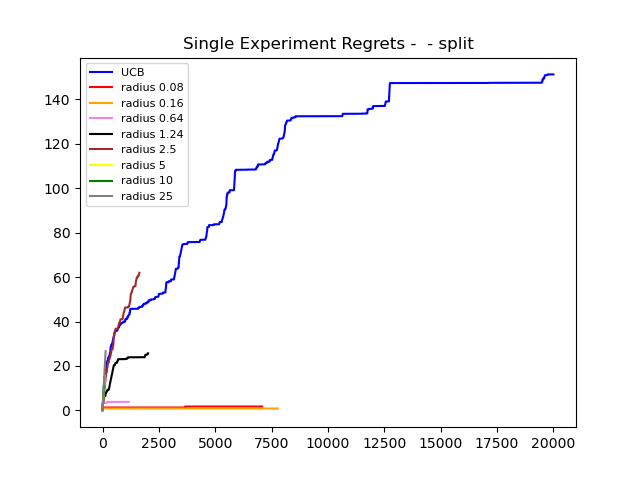 Single Experiment Regrets -  - split
UCB
radius 0.08
radius 0.16
radius 0.64
radius 1.24
radius 2.5
radius 5
radius 10
radius 25
140
120
100
80
60
40
20
0
0 2500 5000 7500 10000 12500 15000 17500 20000